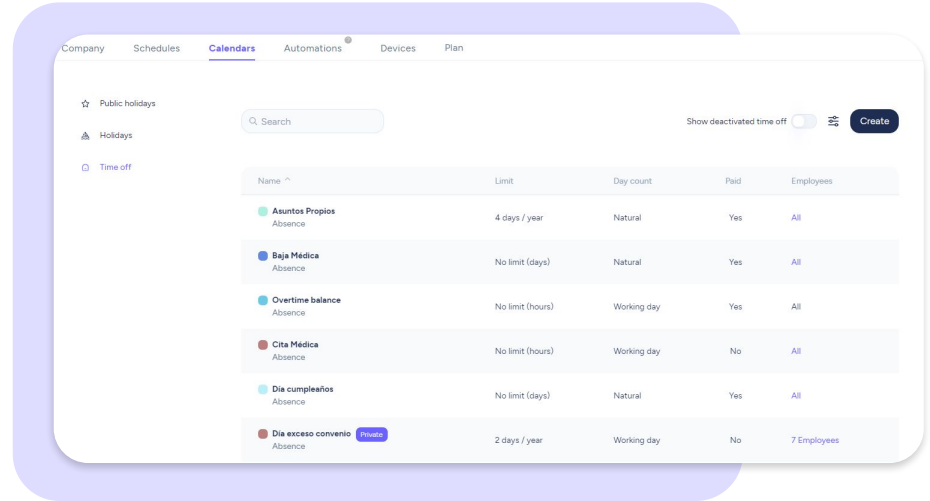 Company Schedules Calendars Automations Devices Plan
Public holidays
Holidays
Time off
Search
Show deactivated time off Create
Name Limit Day count Paid Employees
Asuntos Propios
Absence
4 days / year Natural Yes All
Baja Médica
Absence
No limit (days) Natural Yes All
Overtime balance
Absence
No limit (hours) Working day Yes All
Cita Médica
Absence
No limit (hours) Working day No All
Día cumpleaños
Absence
No limit (days) Natural Yes All
Día exceso convenio Private
Absence
2 days / year Working day No 7 Employees